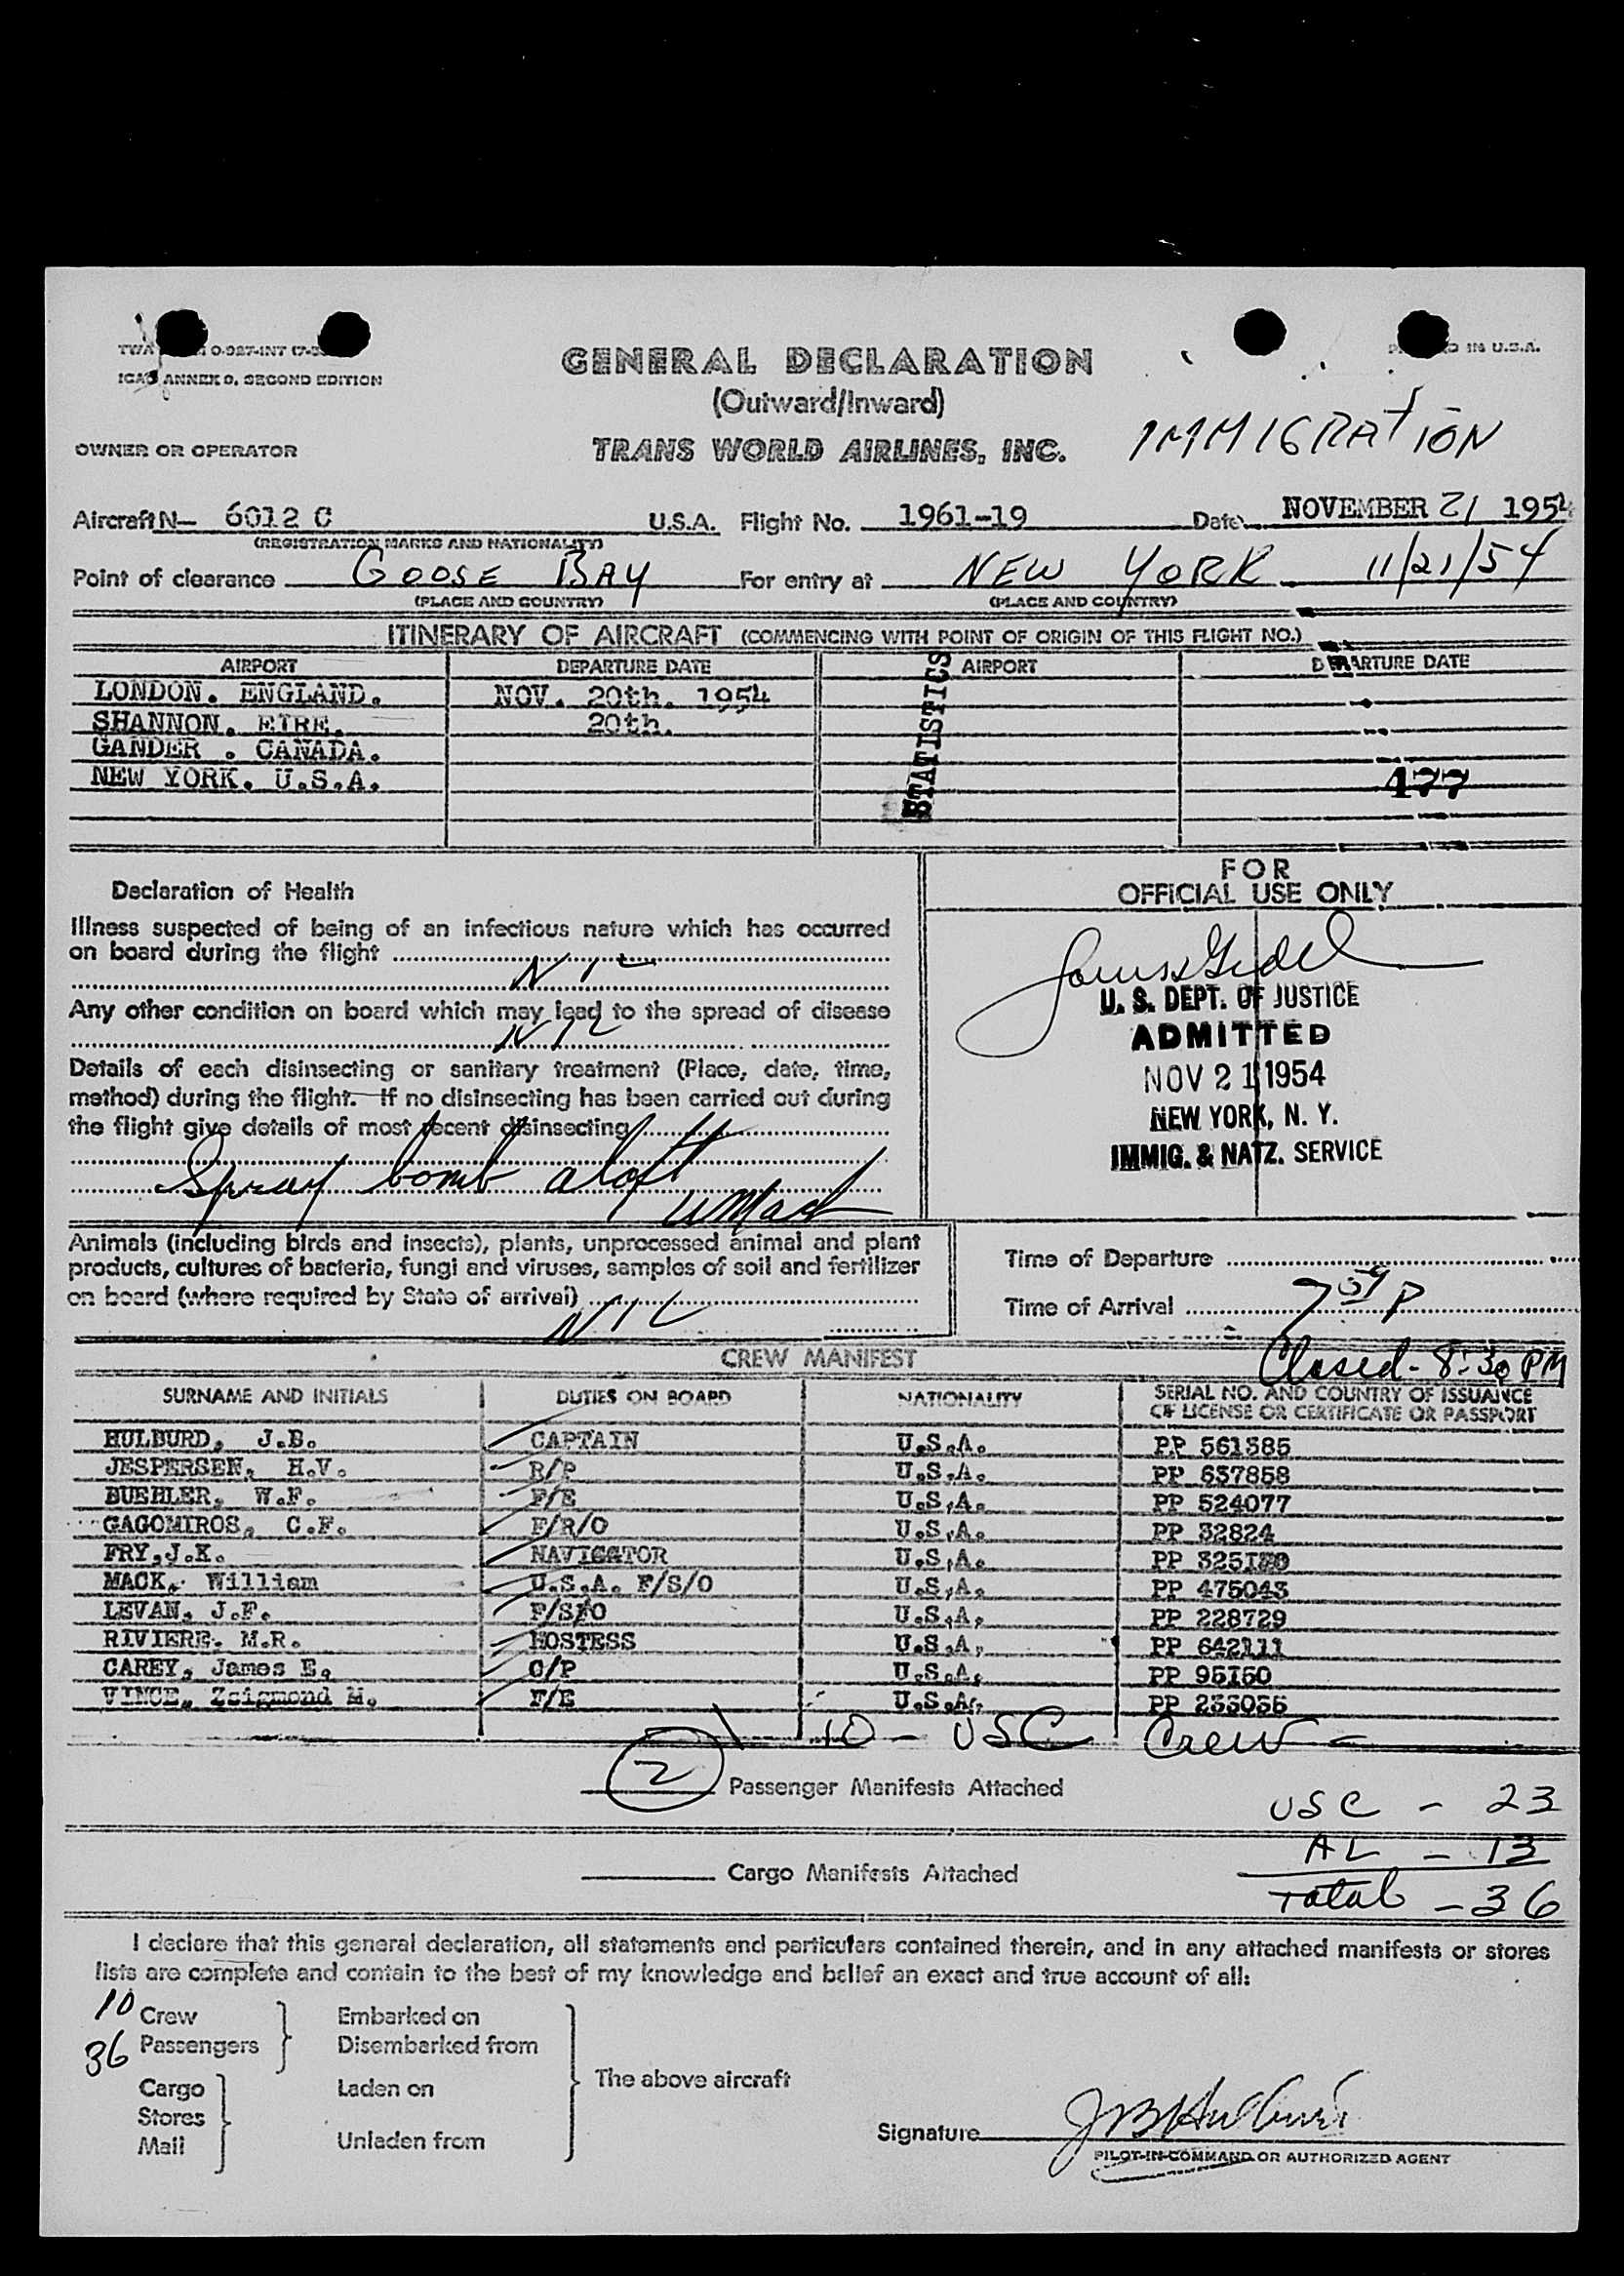 GENERAL DECLARATION
ICAO ANNEX 9, SECOND EDITION
(Outward/Inward)
OWNER OR OPERATOR
TRANS WORLD AIRLINES, INC.
IMMIGRATION
Aircraft N— 6012 C U.S.A. Flight No. 1961-19 Date NOVEMBER 21 1954
(REGISTRATION MARKS AND NATIONALITY)
Point of clearance GOOSE BAY For entry at NEW YORK 11/21/54
(PLACE AND COUNTRY) (PLACE AND COUNTRY)
ITINERARY OF AIRCRAFT (COMMENCING WITH POINT OF ORIGIN OF THIS FLIGHT NO.)
AIRPORT DEPARTURE DATE AIRPORT DEPARTURE DATE
LONDON. ENGLAND. NOV. 20th. 1954
SHANNON. EIRE. 20th.
GANDER . CANADA.
NEW YORK. U.S.A.
STATISTICS
477
Declaration of Health
Illness suspected of being of an infectious nature which has occurred
on board during the flight
NIL
Any other condition on board which may lead to the spread of disease
NIL
Details of each disinsecting or sanitary treatment (Place, date, time,
method) during the flight. If no disinsecting has been carried out during
the flight give details of most recent disinsecting
Spray bomb aloft
WMack
FOR
OFFICIAL USE ONLY
U. S. DEPT. OF JUSTICE
ADMITTED
NOV 21 1954
NEW YORK, N. Y.
IMMIG. & NATZ. SERVICE
Animals (including birds and insects), plants, unprocessed animal and plant
products, cultures of bacteria, fungi and viruses, samples of soil and fertilizer
on board (where required by State of arrival)
NIL
Time of Departure
Time of Arrival 7 59 P
CREW MANIFEST
Closed - 8:30 PM
SURNAME AND INITIALS DUTIES ON BOARD NATIONALITY SERIAL NO. AND COUNTRY OF ISSUANCE
OF LICENSE OR CERTIFICATE OR PASSPORT
HULBURD, J.B. CAPTAIN U.S.A. PP 561385
JESPERSEN, H.V. R/P U.S.A. PP 637858
BUEHLER, W.F. F/E U.S.A. PP 524077
GAGOMIROS, C.F. F/R/O U.S.A. PP 32824
FRY,J.K. NAVIGATOR U.S.A. PP
MACK, William U.S.A. F/S/O U.S.A. PP 475043
LEVAN, J.F. F/S/O U.S.A. PP 228729
RIVIERE. M.R. HOSTESS U.S.A. PP 642111
CAREY, James E. O/P U.S.A. PP 95150
VINCE, Zsigmond M. F/E U.S.A. PP 233036
10 - USC Crew
2 Passenger Manifests Attached
USC - 23
AL - 13
Cargo Manifests Attached
Total - 36
I declare that this general declaration, all statements and particulars contained therein, and in any attached manifests or stores
lists are complete and contain to the best of my knowledge and belief an exact and true account of all:
10 Crew Embarked on
36 Passengers Disembarked from
The above aircraft
Cargo Laden on
Stores
Mail Unladen from
Signature JB Hulburd
PILOT-IN-COMMAND OR AUTHORIZED AGENT